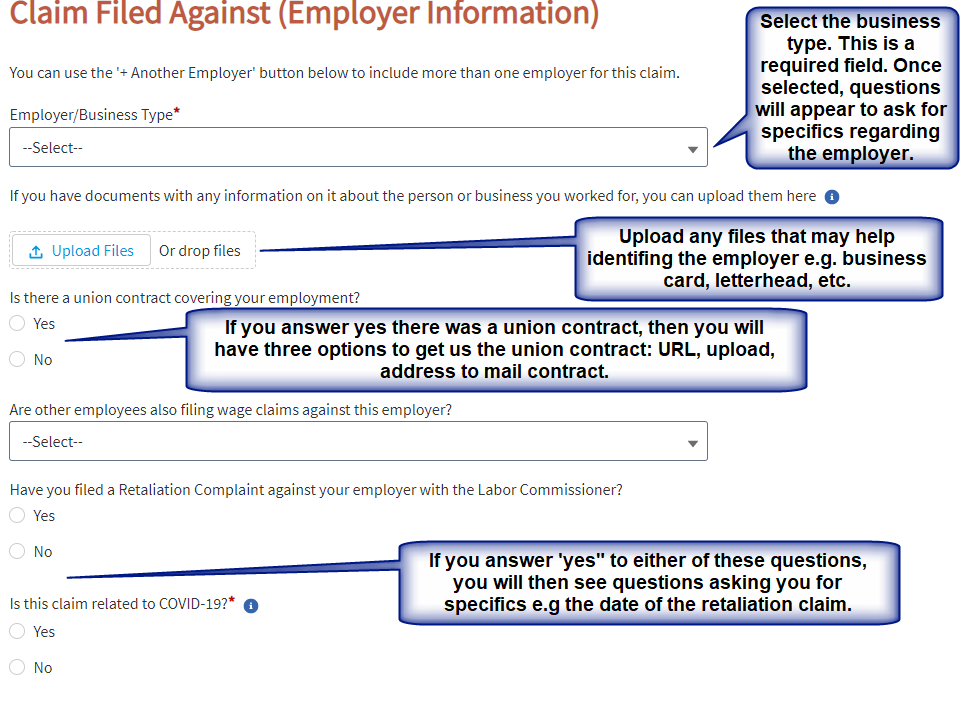 Claim Filed Against (Employer Information)
Select the business
type. This is a
required field. Once
selected, questions
will appear to ask for
specifics regarding
the employer.
You can use the '+ Another Employer' button below to include more than one employer for this claim.
Employer/Business Type*
--Select--
If you have documents with any information on it about the person or business you worked for, you can upload them here
Upload Files Or drop files
Upload any files that may help
identifing the employer e.g. business
card, letterhead, etc.
Is there a union contract covering your employment?
Yes
No
If you answer yes there was a union contract, then you will
have three options to get us the union contract: URL, upload,
address to mail contract.
Are other employees also filing wage claims against this employer?
--Select--
Have you filed a Retaliation Complaint against your employer with the Labor Commissioner?
Yes
No
If you answer 'yes" to either of these questions,
you will then see questions asking you for
specifics e.g the date of the retaliation claim.
Is this claim related to COVID-19?*
Yes
No